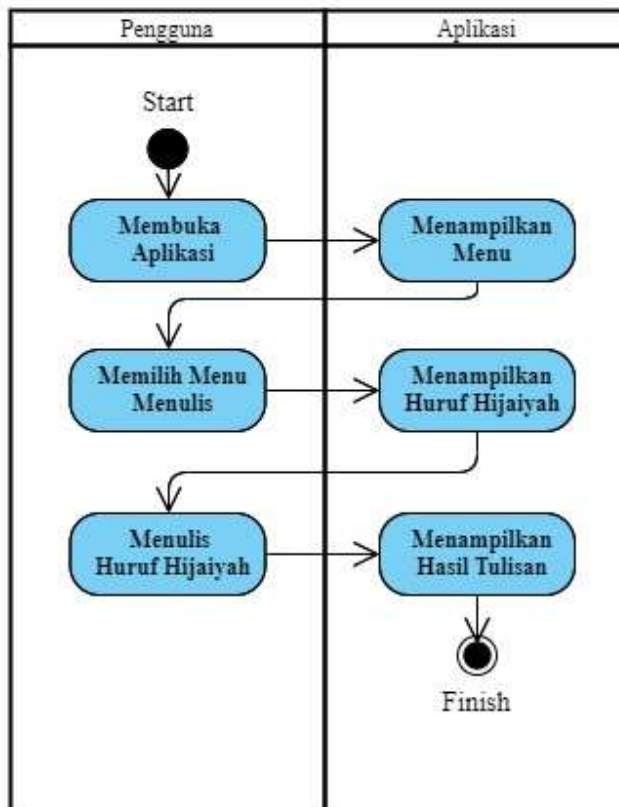 Pengguna
Aplikasi
Start
Membuka
Aplikasi
Menampilkan
Menu
Memilih Menu
Menulis
Menampilkan
Huruf Hijaiyah
Menulis
Huruf Hijaiyah
Menampilkan
Hasil Tulisan
Finish